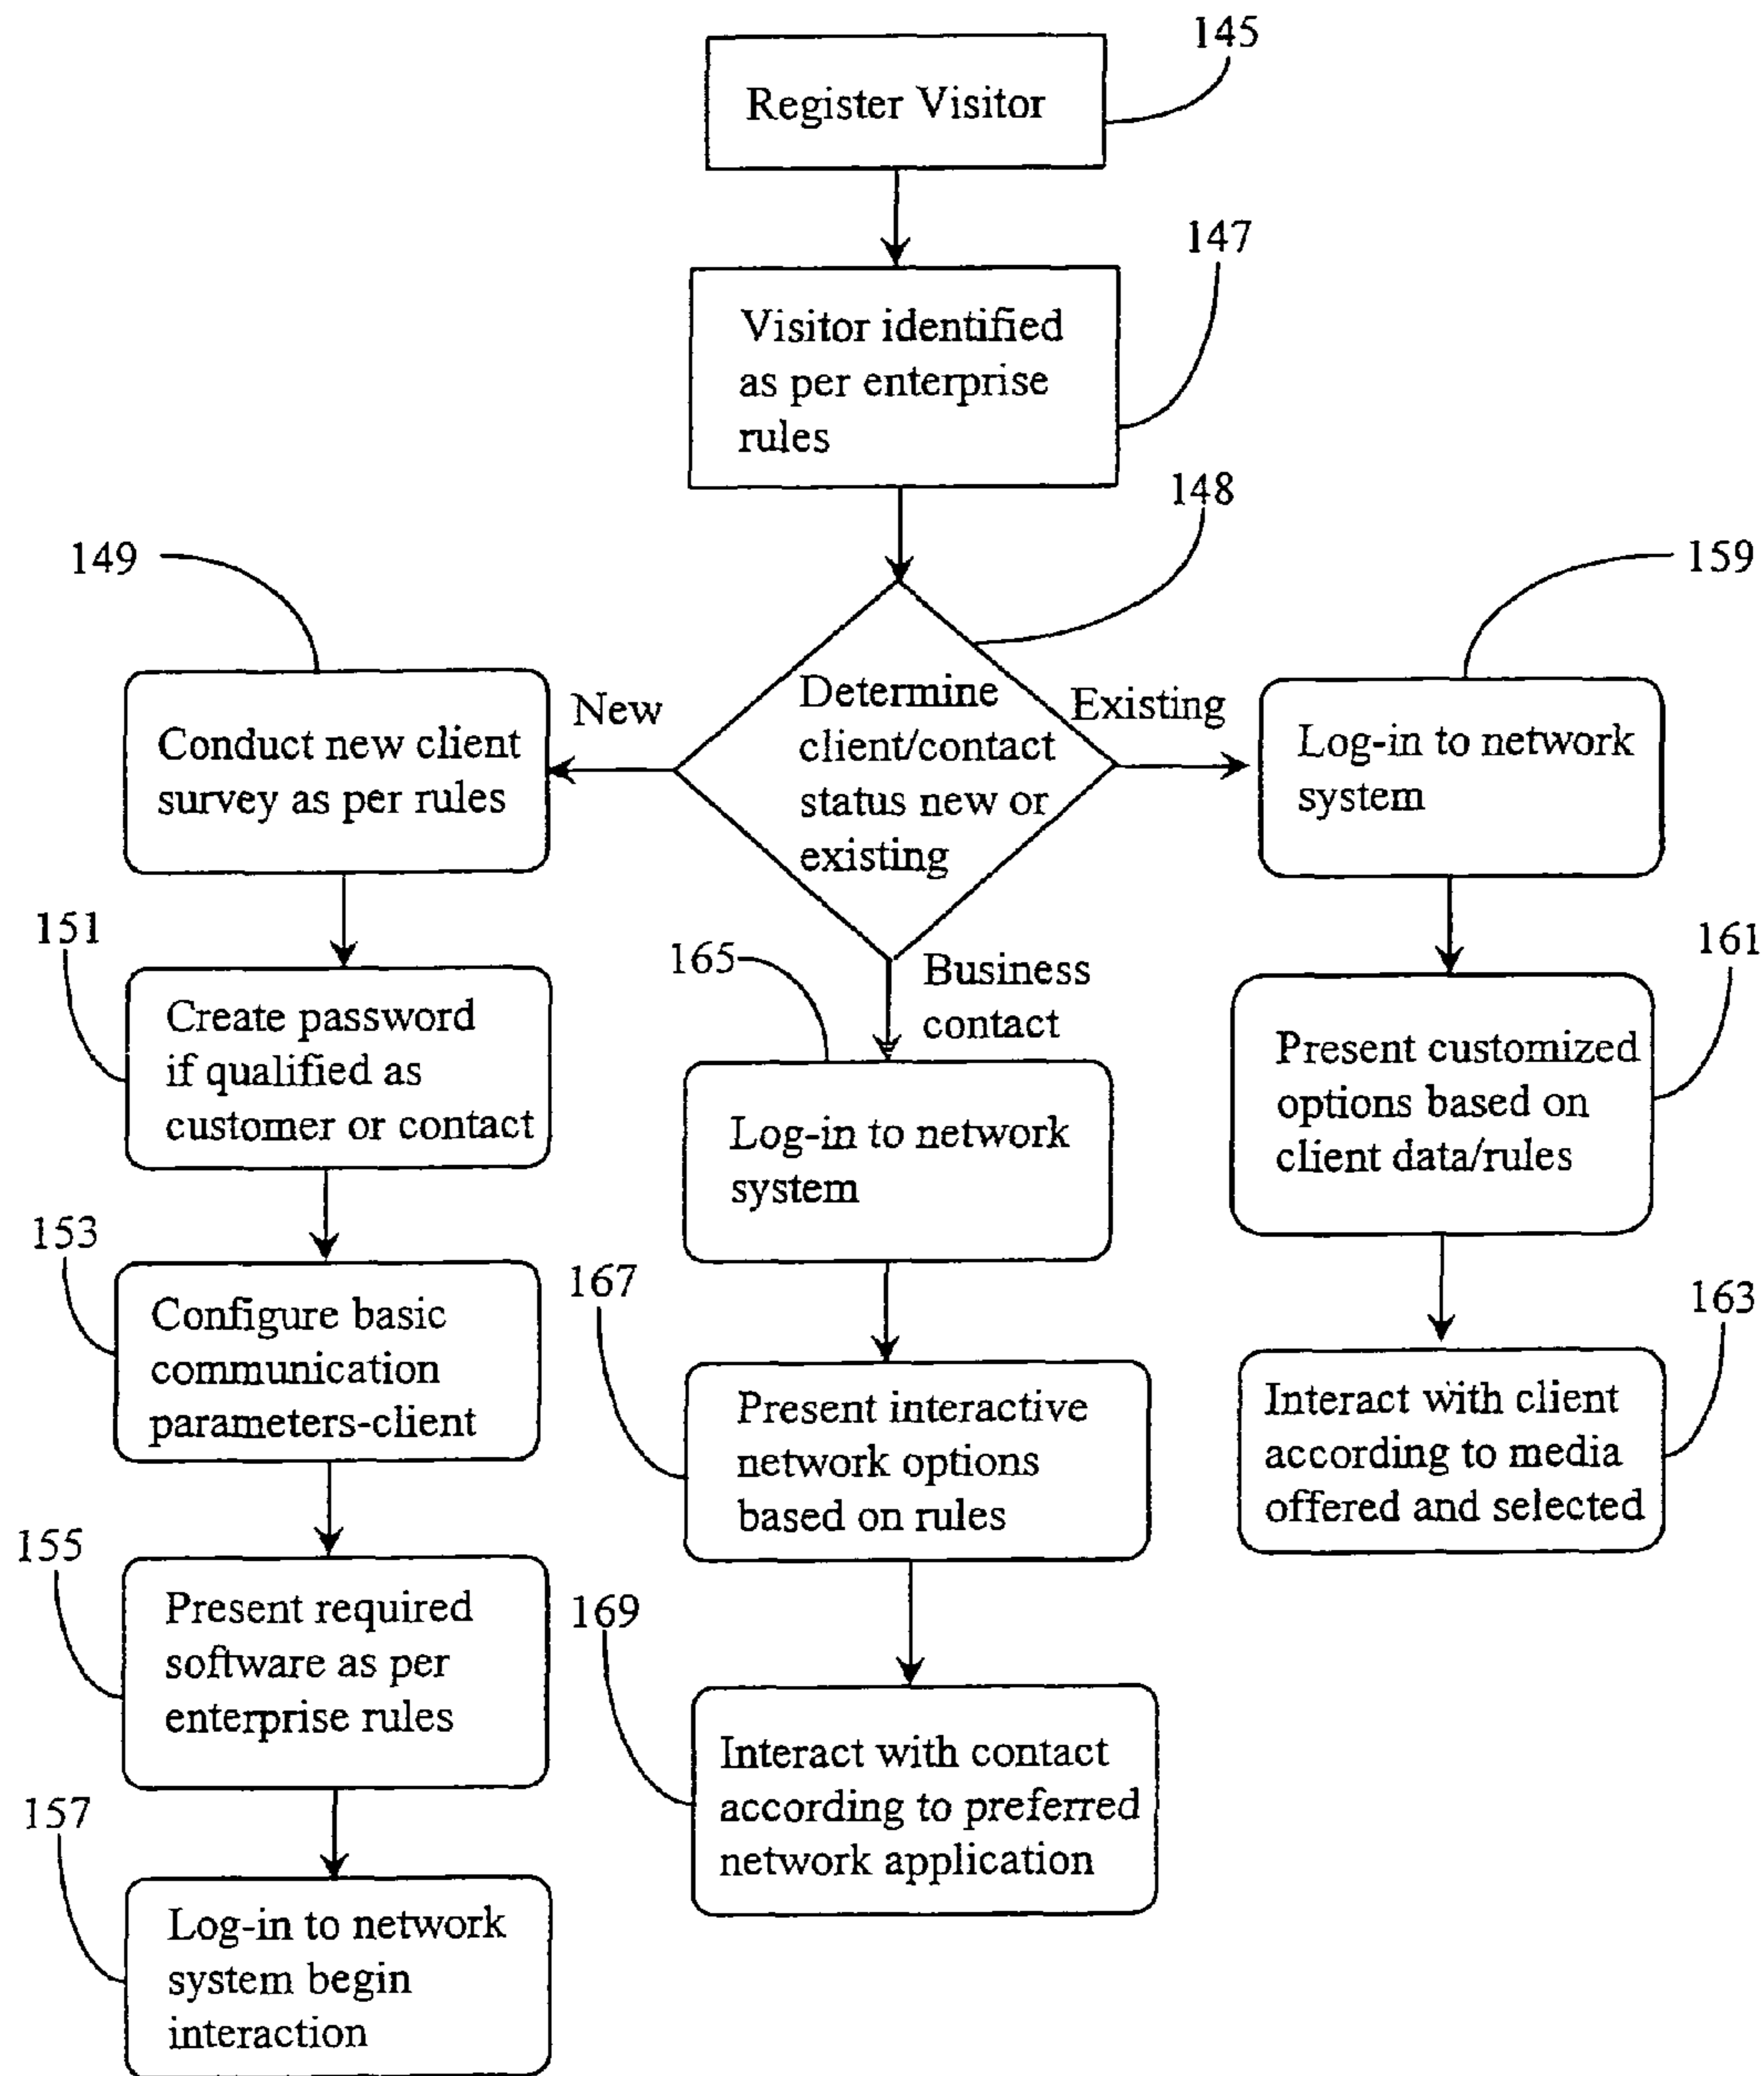 145
Register Visitor
147
Visitor identified
as per enterprise
rules
148
149
159
New
Determine
client/contact
status new or
existing
Existing
Conduct new client
survey as per rules
Log-in to network
system
151
Create password
if qualified as
customer or contact
165
Business
contact
161
Present customized
options based on
client data/rules
Log-in to network
system
153
Configure basic
communication
parameters-client
167
Present interactive
network options
based on rules
163
Interact with client
according to media
offered and selected
155
Present required
software as per
enterprise rules
169
Interact with contact
according to preferred
network application
157
Log-in to network
system begin
interaction